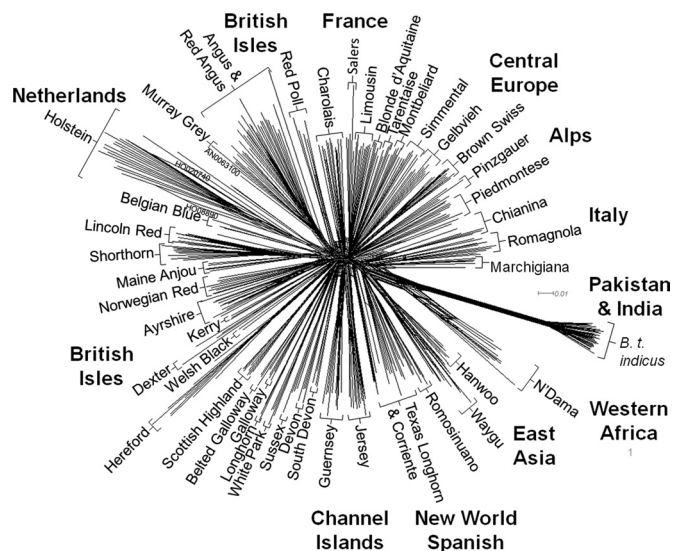 British
Isles
France
Central
Europe
Alps
Italy
Pakistan
& India
Western
Africa
East
Asia
New World
Spanish
Channel
Islands
British
Isles
Netherlands
Holstein
Murray Grey
Angus &
Red Angus
Red Poll
Charolais
Salers
Limousin
Blonde d'Aquitaine
Tarentaise
Montbeliard
Simmental
Gelbvieh
Brown Swiss
Pinzgauer
Piedmontese
Chianina
Romagnola
Marchigiana
0.01
B. t.
indicus
N'Dama
Hanwoo
Waygu
Romosinuano
Texas Longhorn
& Corriente
Jersey
Guernsey
South Devon
Devon
Sussex
White Park
Longhorn
Galloway
Belted Galloway
Scottish Highland
Hereford
Welsh Black
Dexter
Kerry
Ayrshire
Norwegian Red
Maine Anjou
Shorthorn
Lincoln Red
Belgian Blue
AN0063100
1